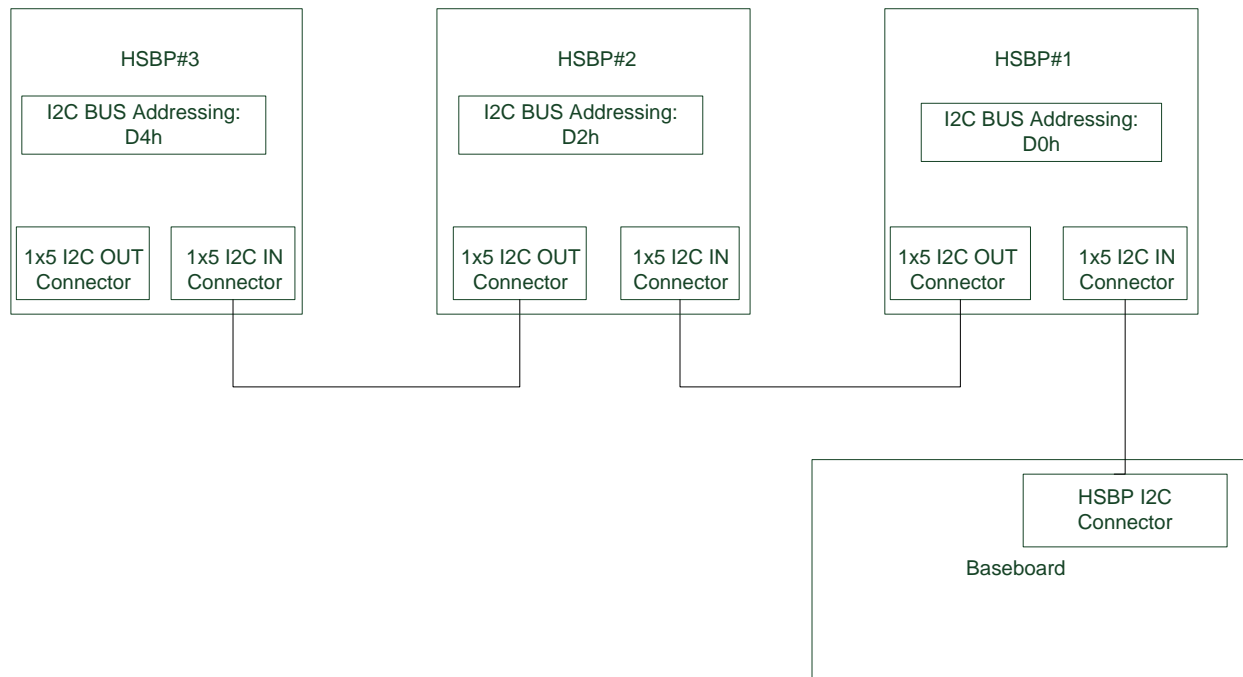 HSBP#3
I2C BUS Addressing:
D4h
1x5 I2C OUT
Connector
1x5 I2C IN
Connector
HSBP#2
I2C BUS Addressing:
D2h
1x5 I2C OUT
Connector
1x5 I2C IN
Connector
HSBP#1
I2C BUS Addressing:
D0h
1x5 I2C OUT
Connector
1x5 I2C IN
Connector
HSBP I2C
Connector
Baseboard